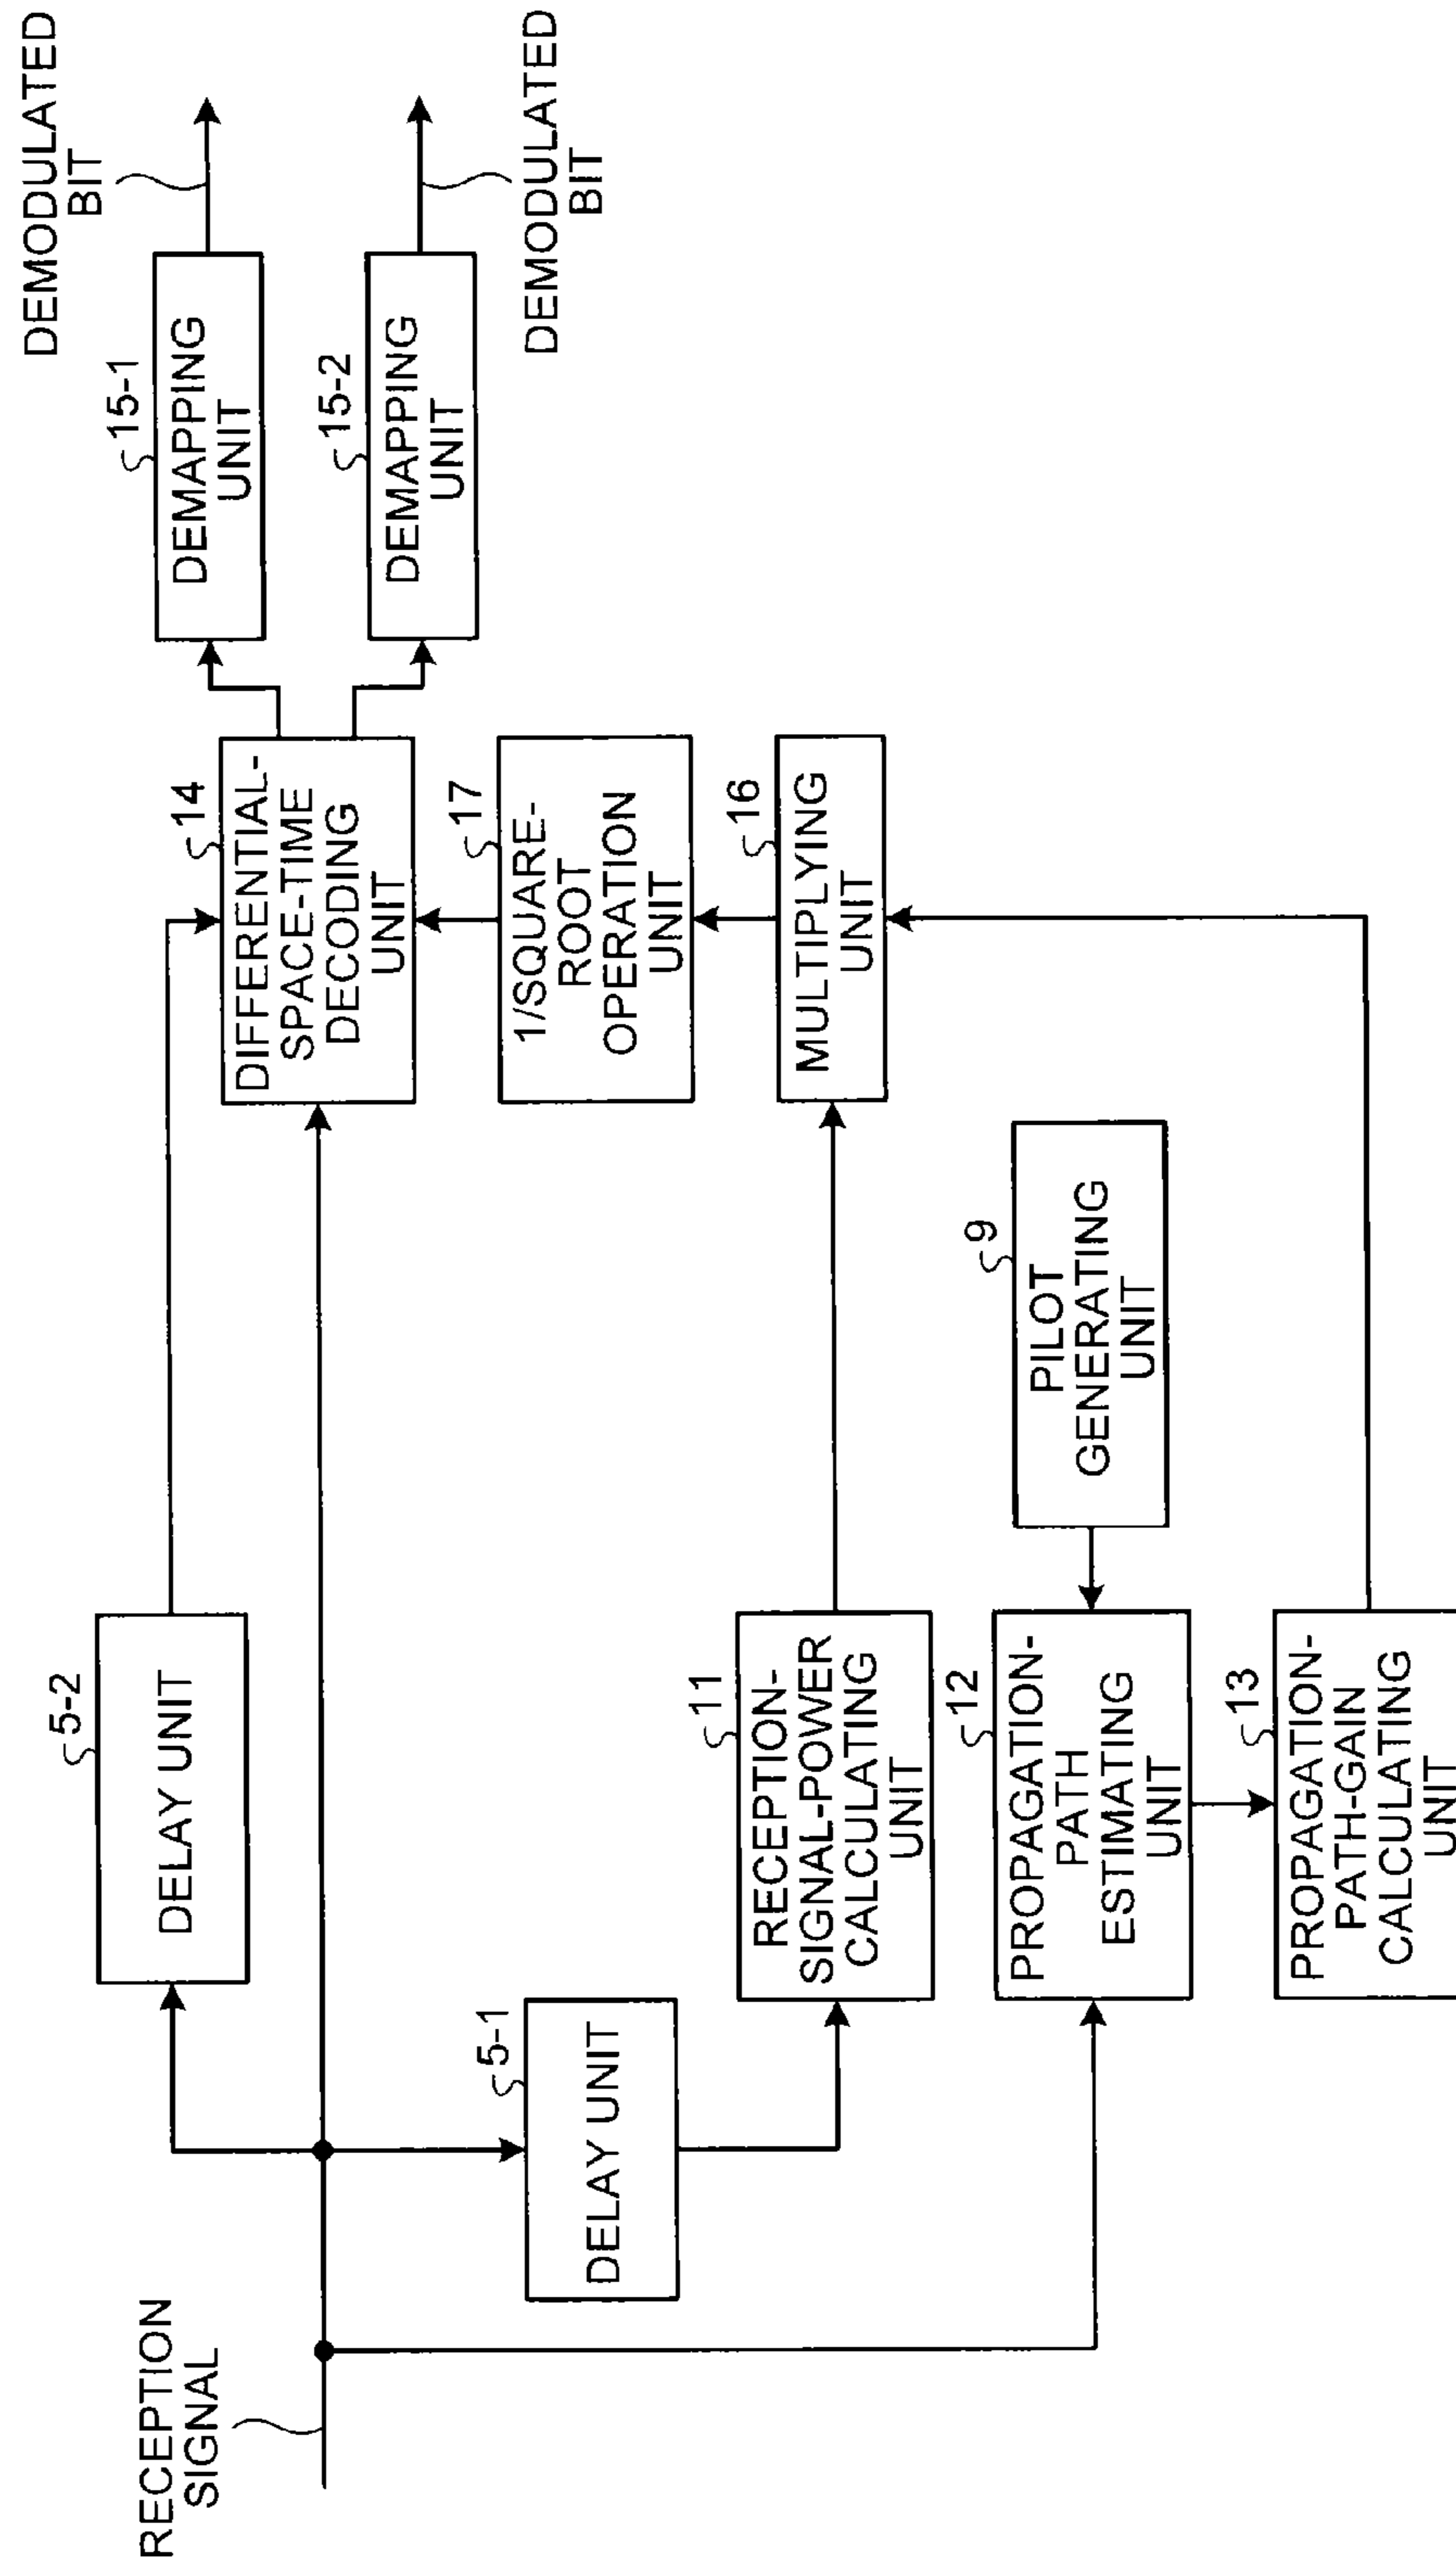 RECEPTION
SIGNAL
5-2
DELAY UNIT
5-1
DELAY UNIT
11
RECEPTION-
SIGNAL-POWER
CALCULATING
UNIT
12
PROPAGATION-
PATH
ESTIMATING
UNIT
13
PROPAGATION-
PATH-GAIN
CALCULATING
UNIT
9
PILOT
GENERATING
UNIT
14
DIFFERENTIAL-
SPACE-TIME
DECODING
UNIT
17
1/SQUARE-
ROOT
OPERATION
UNIT
16
MULTIPLYING
UNIT
15-1
DEMAPPING
UNIT
15-2
DEMAPPING
UNIT
DEMODULATED
BIT
DEMODULATED
BIT